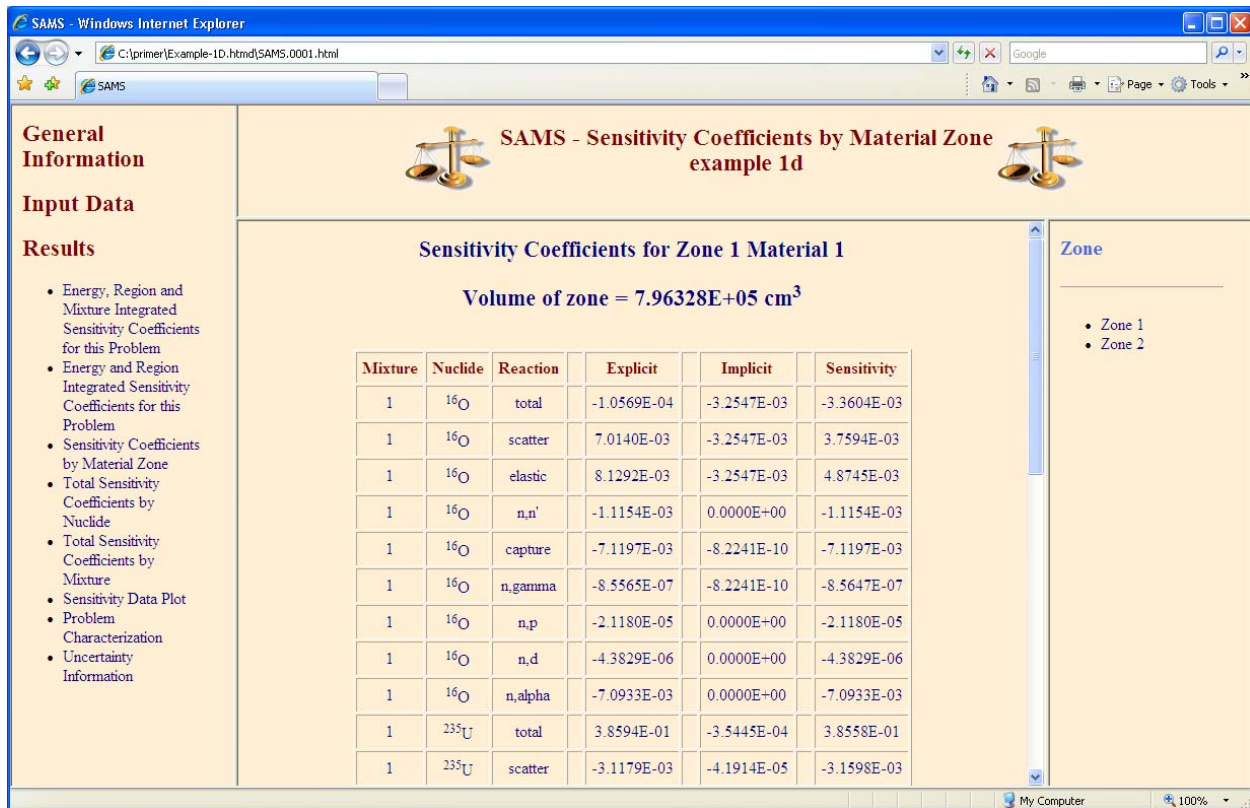 SAMS - Windows Internet Explorer
C:\primer\Example-1D.htmd\SAMS.0001.html
Google
SAMS
Page
Tools
»
General
Information
Input Data
Results
• Energy, Region and
Mixture Integrated
Sensitivity Coefficients
for this Problem
• Energy and Region
Integrated Sensitivity
Coefficients for this
Problem
• Sensitivity Coefficients
by Material Zone
• Total Sensitivity
Coefficients by
Nuclide
• Total Sensitivity
Coefficients by
Mixture
• Sensitivity Data Plot
• Problem
Characterization
• Uncertainty
Information
SAMS - Sensitivity Coefficients by Material Zone
example 1d
Sensitivity Coefficients for Zone 1 Material 1
Volume of zone = 7.96328E+05 cm³
Mixture Nuclide Reaction Explicit Implicit Sensitivity
1 ¹⁶O total -1.0569E-04 -3.2547E-03 -3.3604E-03
1 ¹⁶O scatter 7.0140E-03 -3.2547E-03 3.7594E-03
1 ¹⁶O elastic 8.1292E-03 -3.2547E-03 4.8745E-03
1 ¹⁶O n,n' -1.1154E-03 0.0000E+00 -1.1154E-03
1 ¹⁶O capture -7.1197E-03 -8.2241E-10 -7.1197E-03
1 ¹⁶O n,gamma -8.5565E-07 -8.2241E-10 -8.5647E-07
1 ¹⁶O n,p -2.1180E-05 0.0000E+00 -2.1180E-05
1 ¹⁶O n,d -4.3829E-06 0.0000E+00 -4.3829E-06
1 ¹⁶O n,alpha -7.0933E-03 0.0000E+00 -7.0933E-03
1 ²³⁵U total 3.8594E-01 -3.5445E-04 3.8558E-01
1 ²³⁵U scatter -3.1179E-03 -4.1914E-05 -3.1598E-03
Zone
• Zone 1
• Zone 2
My Computer
100%